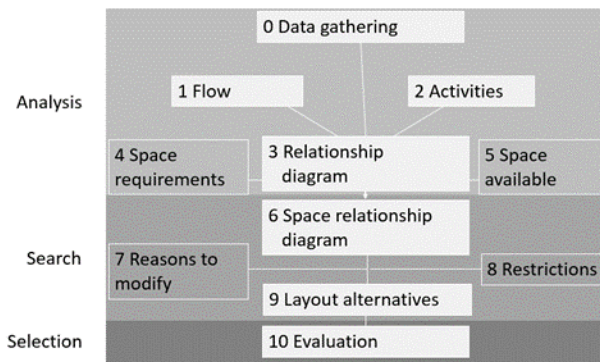 0 Data gathering
1 Flow
2 Activities
Analysis
4 Space
requirements
3 Relationship
diagram
5 Space
available
6 Space relationship
diagram
Search
7 Reasons to
modify
8 Restrictions
9 Layout alternatives
Selection
10 Evaluation